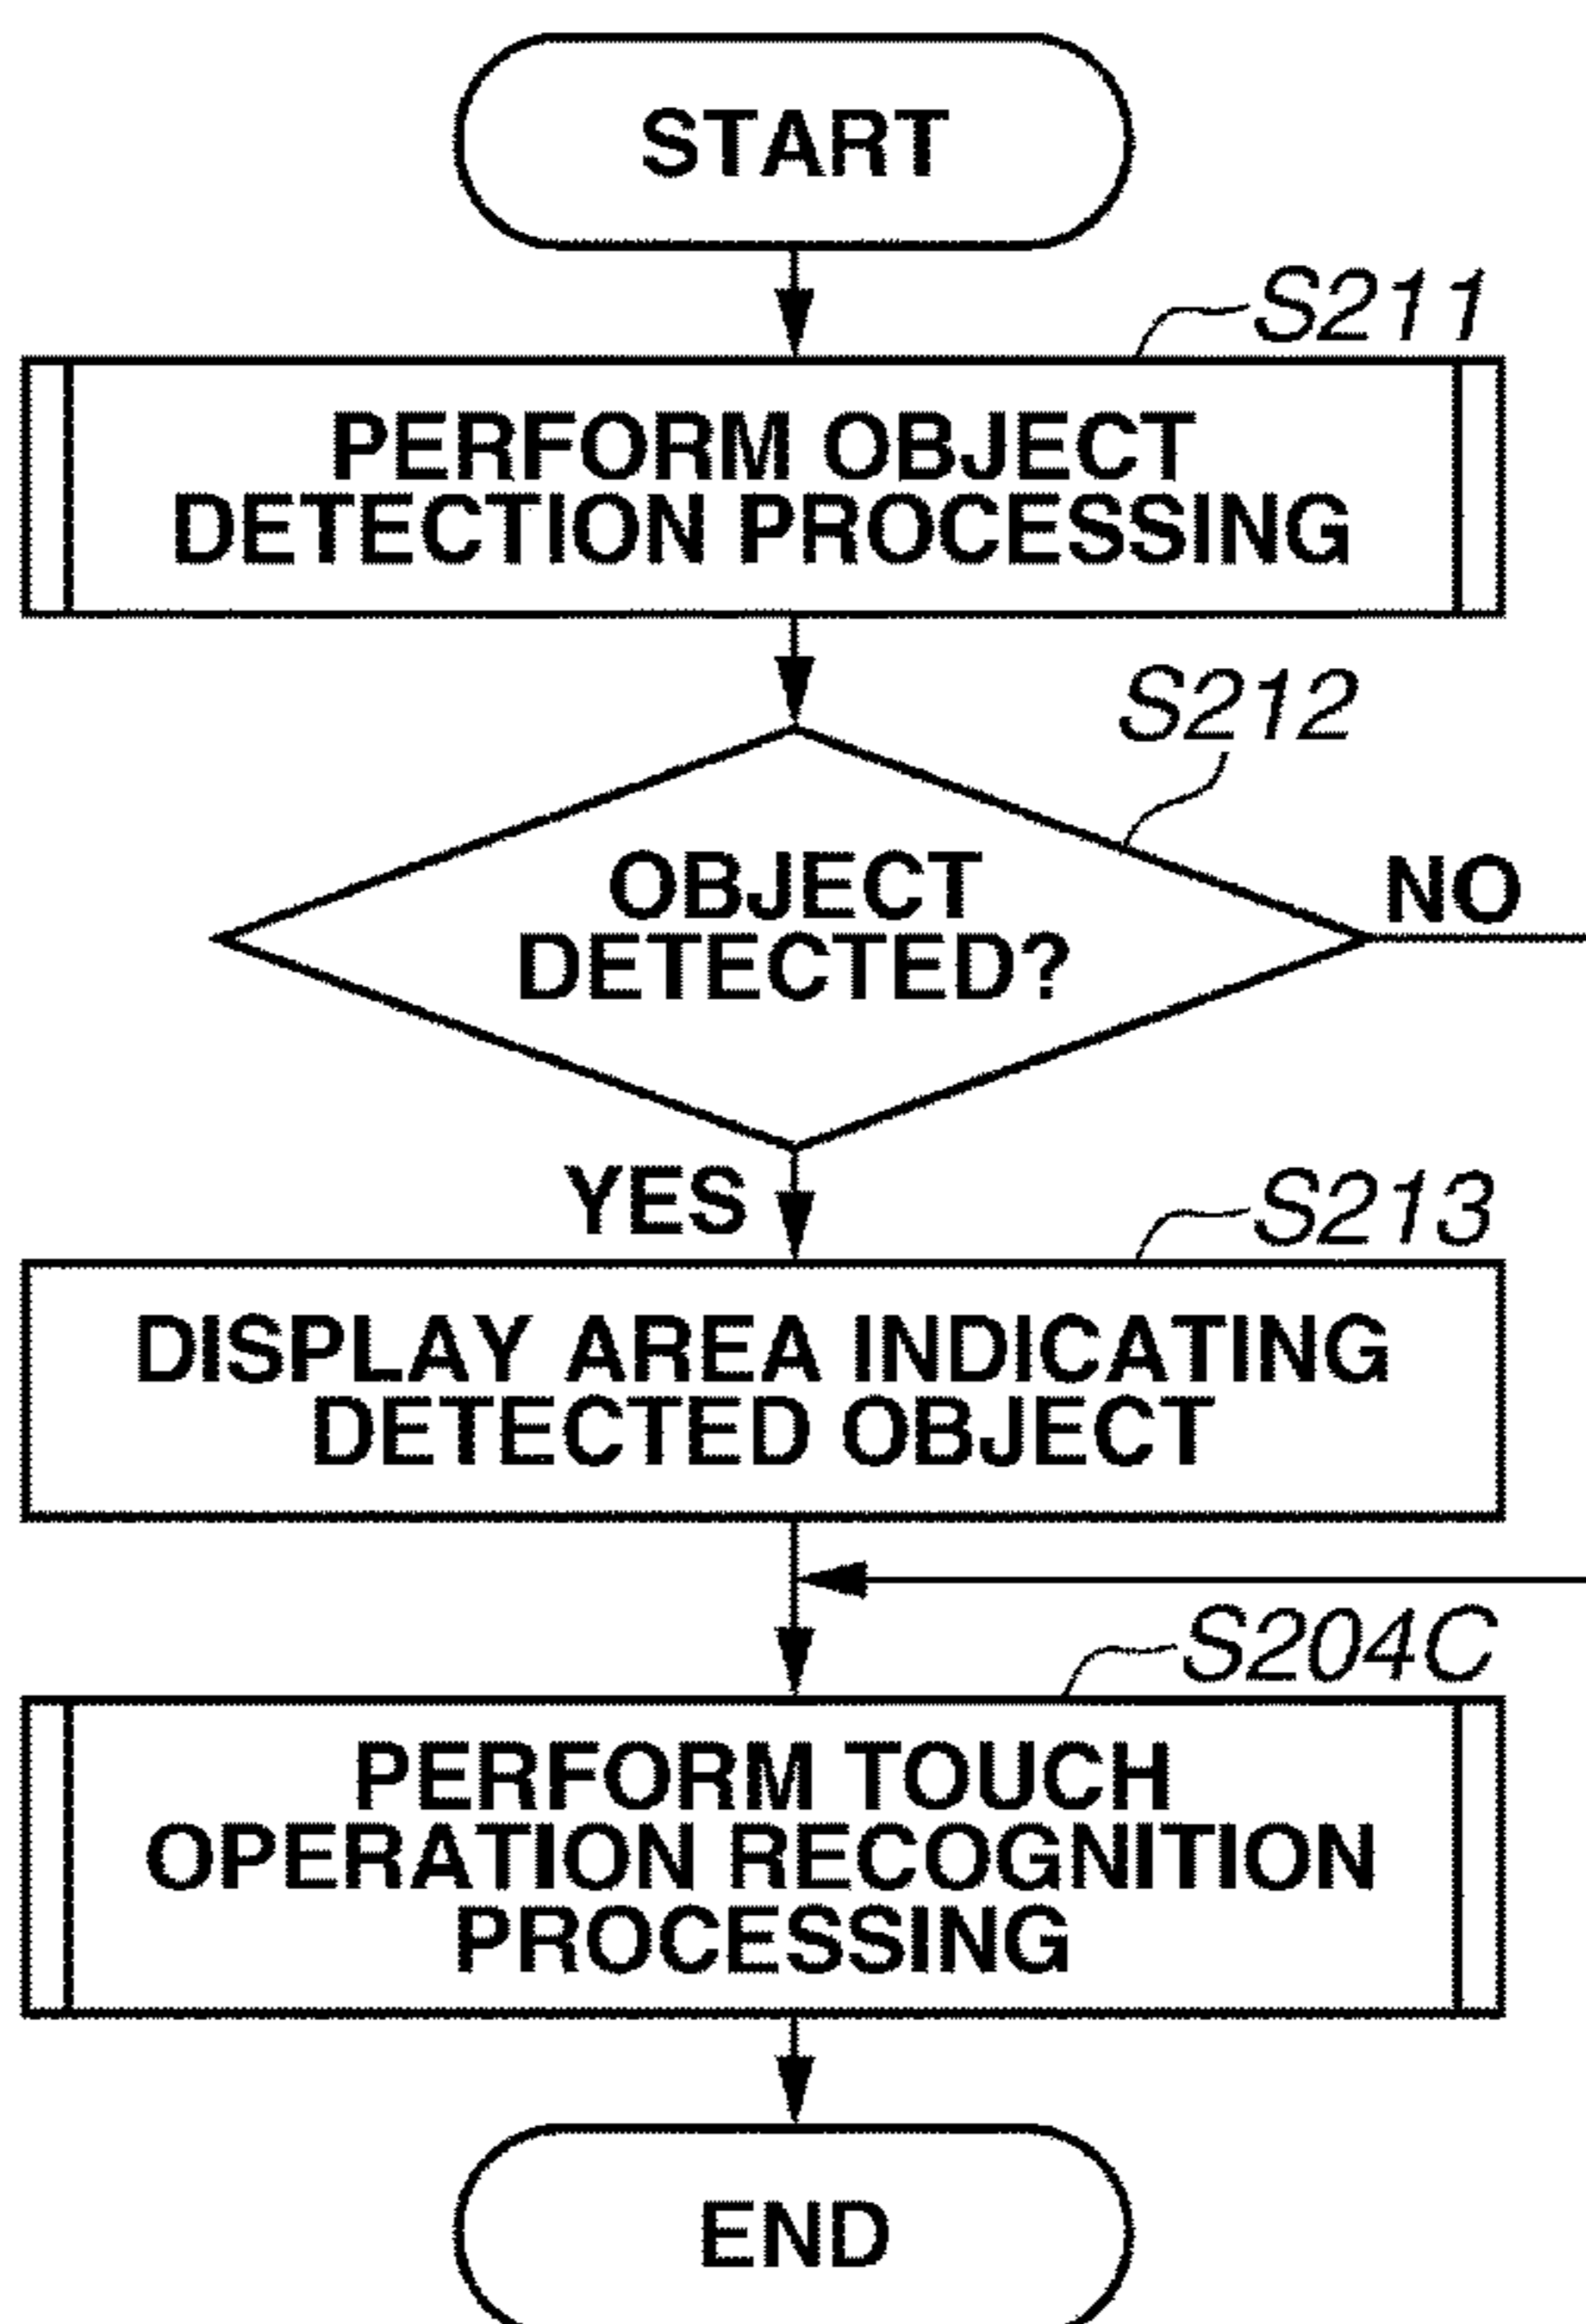 START
S211
PERFORM OBJECT
DETECTION PROCESSING
S212
OBJECT
DETECTED?
NO
YES
S213
DISPLAY AREA INDICATING
DETECTED OBJECT
S204C
PERFORM TOUCH
OPERATION RECOGNITION
PROCESSING
END